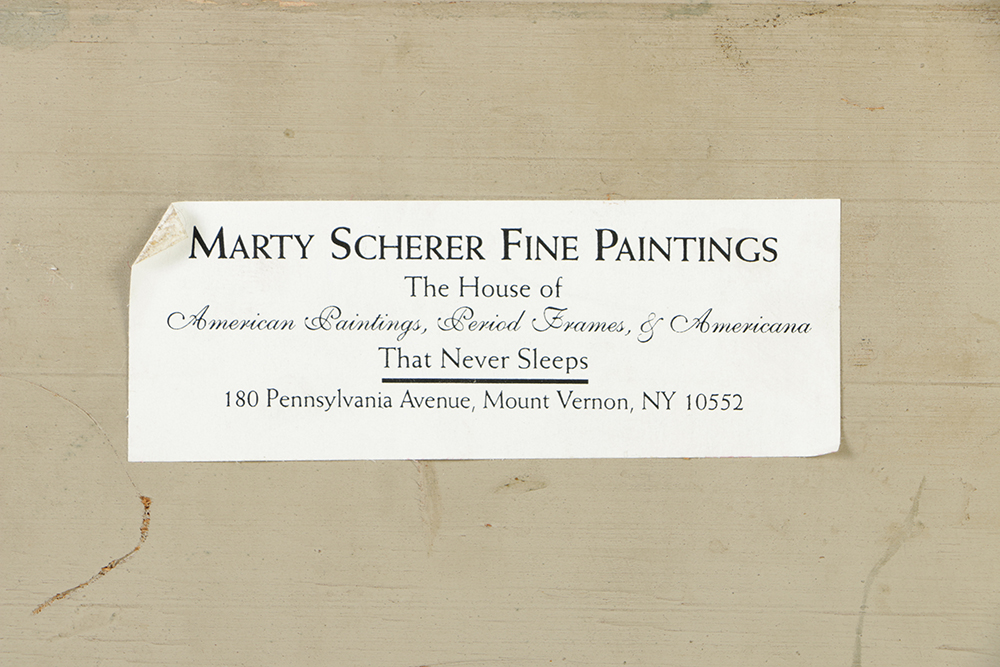 MARTY SCHERER FINE PAINTINGS
The House of
American Paintings, Period Frames, & Americana
That Never Sleeps
180 Pennsylvania Avenue, Mount Vernon, NY 10552